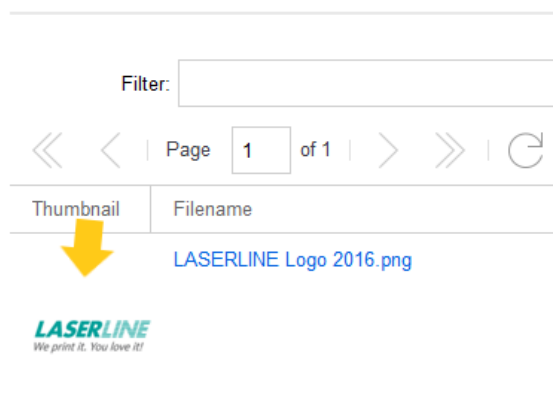 Filter:
Page 1 of 1
Thumbnail Filename
LASERLINE Logo 2016.png
LASERLINE
We print it. You love it!